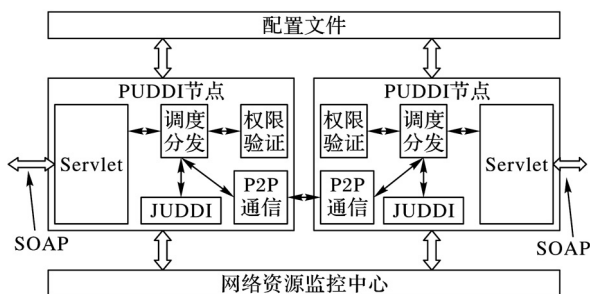 配置文件
PUDDI节点
PUDDI节点
Servlet
调度
分发
权限
验证
JUDDI
P2P
通信
权限
验证
调度
分发
Servlet
P2P
通信
JUDDI
SOAP
SOAP
网络资源监控中心